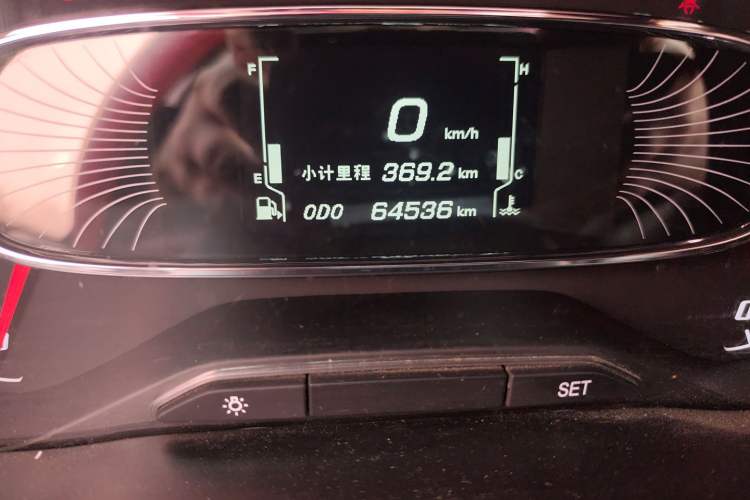 F H
0 km/h
小计里程 369.2 km
E C
ODO 64536 km
SET